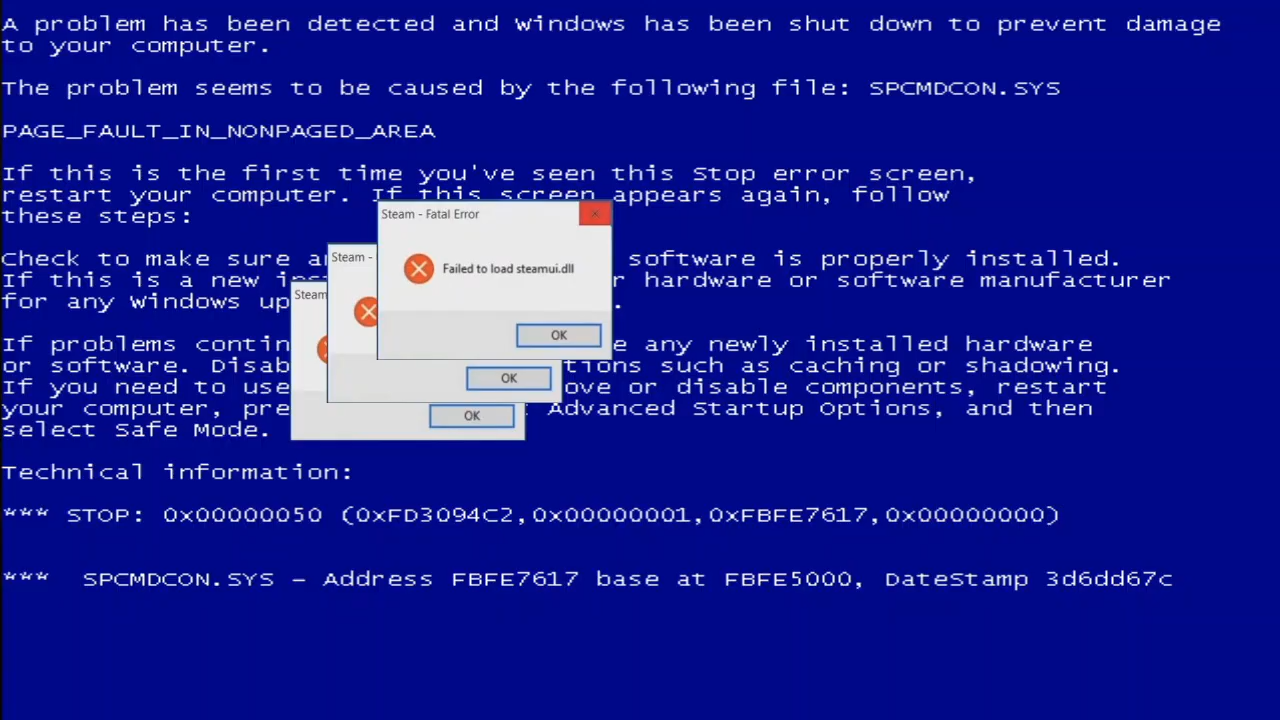 A problem has been detected and Windows has been shut down to prevent damage
to your computer.
The problem seems to be caused by the following file: SPCMDCON.SYS
PAGE_FAULT_IN_NONPAGED_AREA
If this is the first time you've seen this Stop error screen,
restart your computer. If this screen appears again, follow
these steps:
Steam - Fatal Error
Check to make sure software is properly installed.
Steam -
Failed to load steamui.dll
If this is a new hardware or software manufacturer
Steam
for any Windows
OK
If problems any newly installed hardware
or software. such as caching or shadowing.
OK
If you need to use or disable components, restart
your computer, Advanced Startup Options, and then
OK
select Safe Mode.
Technical information:
*** STOP: 0x00000050 (0xFD3094C2,0x00000001,0xFBFE7617,0x00000000)
*** SPCMDCON.SYS - Address FBFE7617 base at FBFE5000, DateStamp 3d6dd67c